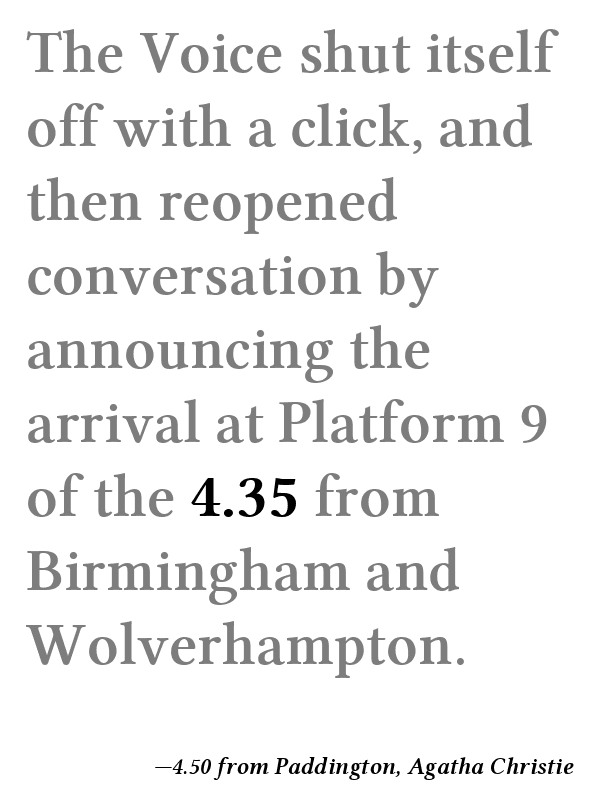 The Voice shut itself
off with a click, and
then reopened
conversation by
announcing the
arrival at Platform 9
of the 4.35 from
Birmingham and
Wolverhampton.
—4.50 from Paddington, Agatha Christie